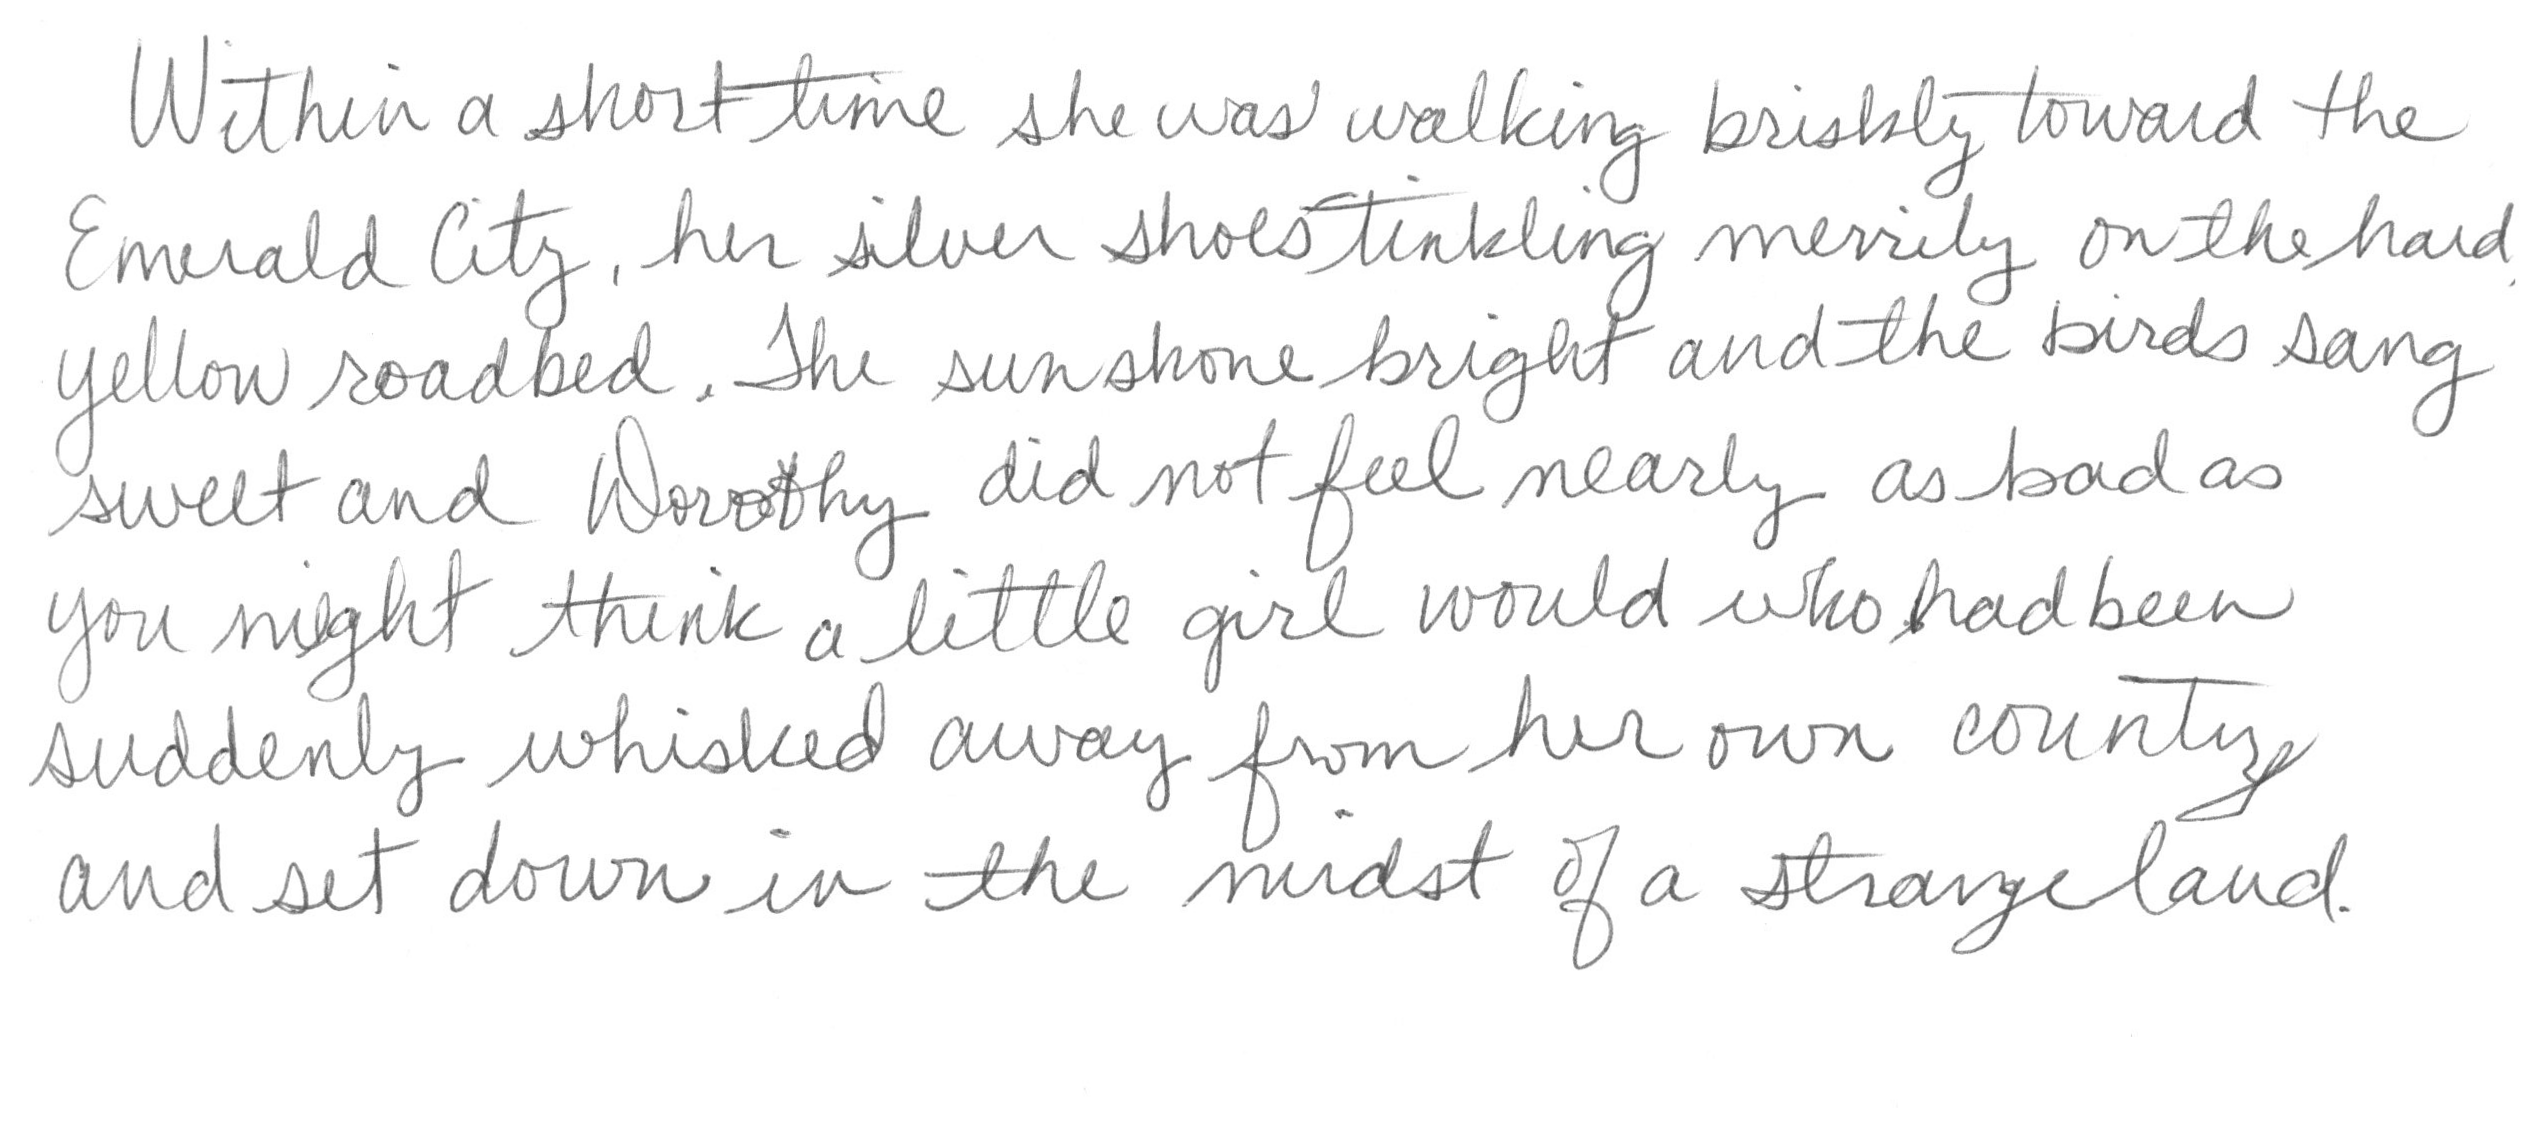 Within a short time she was walking briskly toward the
Emerald City, her silver shoes tinkling merrily on the hard,
yellow roadbed. The sun shone bright and the birds sang
sweet and Dorothy did not feel nearly as bad as
you might think a little girl would who had been
suddenly whisked away from her own county
and set down in the midst of a strange land.